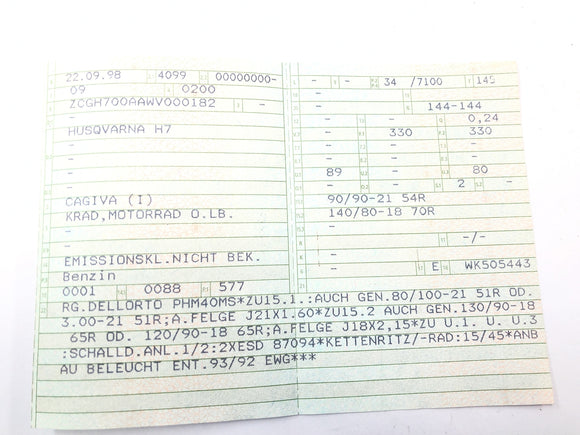 22.09.98 4099 00000000-
09 0200
ZCGH700AAWV000182 -
-
HUSQVARNA H7
-
-
-
CAGIVA (I)
KRAD,MOTORRAD O.LB.
-
-
EMISSIONSKL.NICHT BEK.
Benzin
0001 0088 577
- - 34 /7100 145
-
- 144-144
- - 0,24
- 330 330
- - -
89 - 80
- - -
- 2 -
90/90-21 54R
140/80-18 70R
- -/-
-
- E WK505443
RG.DELLORTO PHM40MS*ZU15.1.:AUCH GEN.80/100-21 51R OD.
3.00-21 51R;A.FELGE J21X1.60*ZU15.2 AUCH GEN.130/90-18
65R OD. 120/90-18 65R;A.FELGE J18X2,15*ZU U.1. U. U.3
:SCHALLD.ANL.1/2:2XESD 87094*KETTENRITZ/-RAD:15/45*ANB
AU BELEUCHT ENT.93/92 EWG***